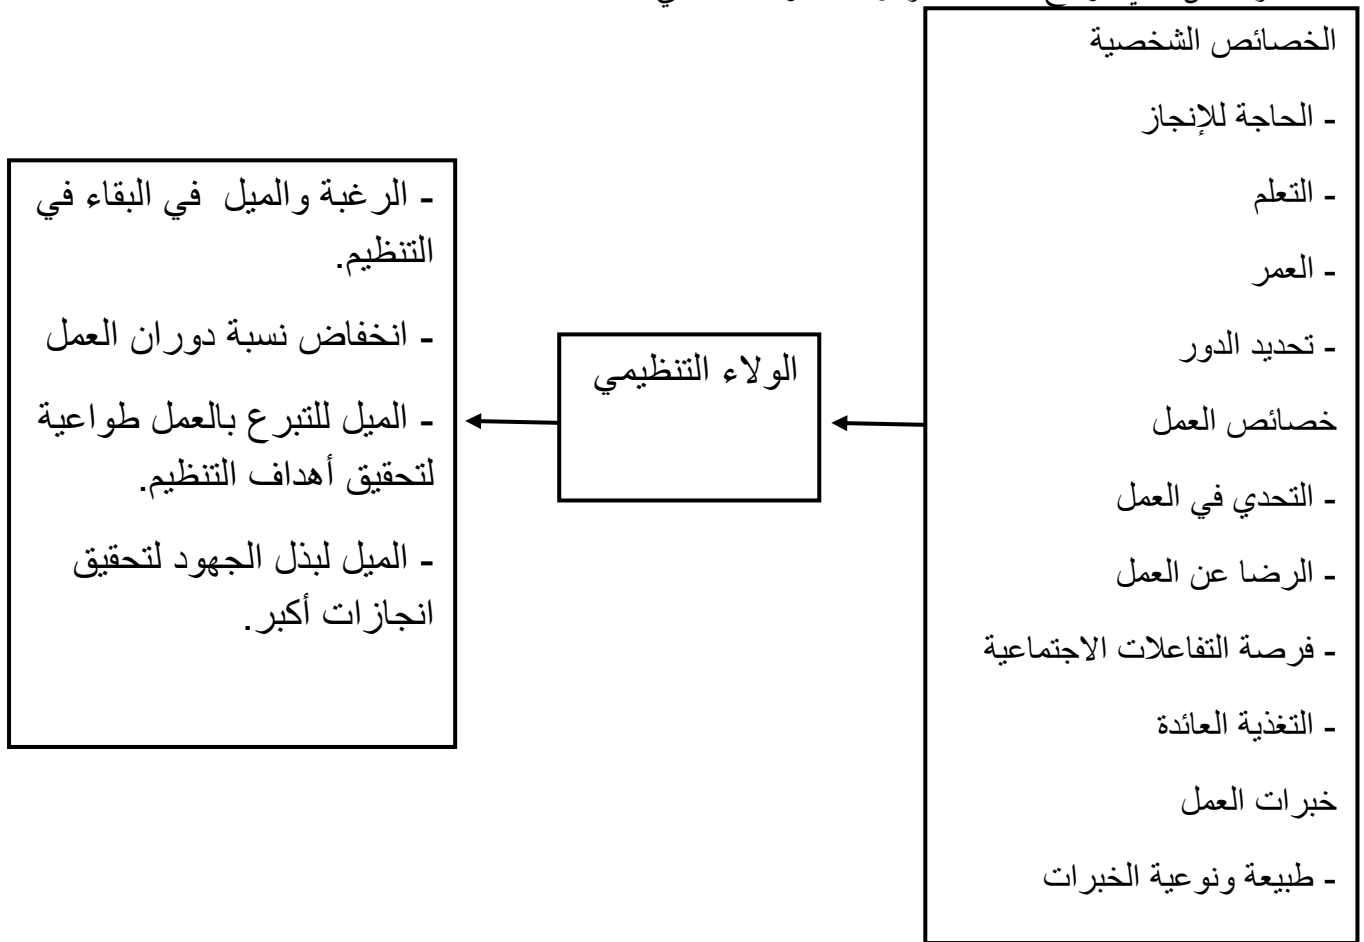 الخصائص الشخصية
- الحاجة للإنجاز
- التعلم
- العمر
- تحديد الدور
خصائص العمل
- التحدي في العمل
- الرضا عن العمل
- فرصة التفاعلات الاجتماعية
- التغذية العائدة
خبرات العمل
- طبيعة ونوعية الخبرات
الولاء التنظيمي
- الرغبة والميل في البقاء في
التنظيم.
- انخفاض نسبة دوران العمل
- الميل للتبرع بالعمل طواعية
لتحقيق أهداف التنظيم.
- الميل لبذل الجهود لتحقيق
انجازات أكبر.